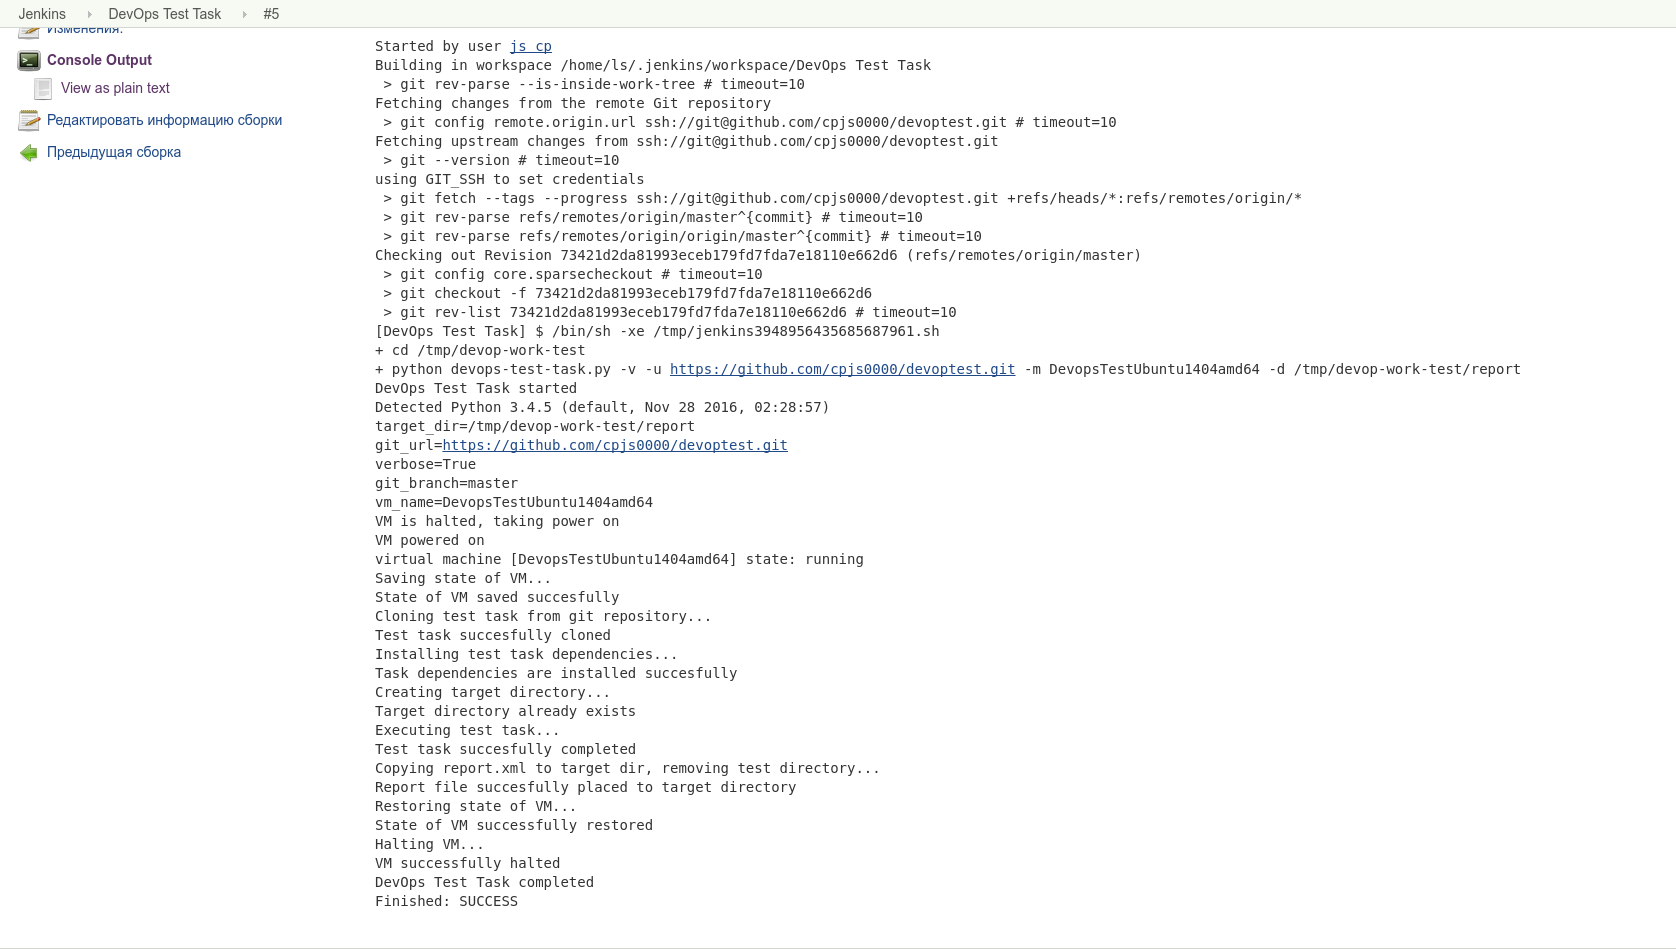 Jenkins DevOps Test Task #5
Изменения.
Console Output
View as plain text
Редактировать информацию сборки
Предыдущая сборка
Started by user js cp
Building in workspace /home/ls/.jenkins/workspace/DevOps Test Task
> git rev-parse --is-inside-work-tree # timeout=10
Fetching changes from the remote Git repository
> git config remote.origin.url ssh://git@github.com/cpjs0000/devoptest.git # timeout=10
Fetching upstream changes from ssh://git@github.com/cpjs0000/devoptest.git
> git --version # timeout=10
using GIT_SSH to set credentials
> git fetch --tags --progress ssh://git@github.com/cpjs0000/devoptest.git +refs/heads/*:refs/remotes/origin/*
> git rev-parse refs/remotes/origin/master^{commit} # timeout=10
> git rev-parse refs/remotes/origin/origin/master^{commit} # timeout=10
Checking out Revision 73421d2da81993eceb179fd7fda7e18110e662d6 (refs/remotes/origin/master)
> git config core.sparsecheckout # timeout=10
> git checkout -f 73421d2da81993eceb179fd7fda7e18110e662d6
> git rev-list 73421d2da81993eceb179fd7fda7e18110e662d6 # timeout=10
[DevOps Test Task] $ /bin/sh -xe /tmp/jenkins3948956435685687961.sh
+ cd /tmp/devop-work-test
+ python devops-test-task.py -v -u https://github.com/cpjs0000/devoptest.git -m DevopsTestUbuntu1404amd64 -d /tmp/devop-work-test/report
DevOps Test Task started
Detected Python 3.4.5 (default, Nov 28 2016, 02:28:57)
target_dir=/tmp/devop-work-test/report
git_url=https://github.com/cpjs0000/devoptest.git
verbose=True
git_branch=master
vm_name=DevopsTestUbuntu1404amd64
VM is halted, taking power on
VM powered on
virtual machine [DevopsTestUbuntu1404amd64] state: running
Saving state of VM...
State of VM saved succesfully
Cloning test task from git repository...
Test task succesfully cloned
Installing test task dependencies...
Task dependencies are installed succesfully
Creating target directory...
Target directory already exists
Executing test task...
Test task succesfully completed
Copying report.xml to target dir, removing test directory...
Report file succesfully placed to target directory
Restoring state of VM...
State of VM successfully restored
Halting VM...
VM successfully halted
DevOps Test Task completed
Finished: SUCCESS